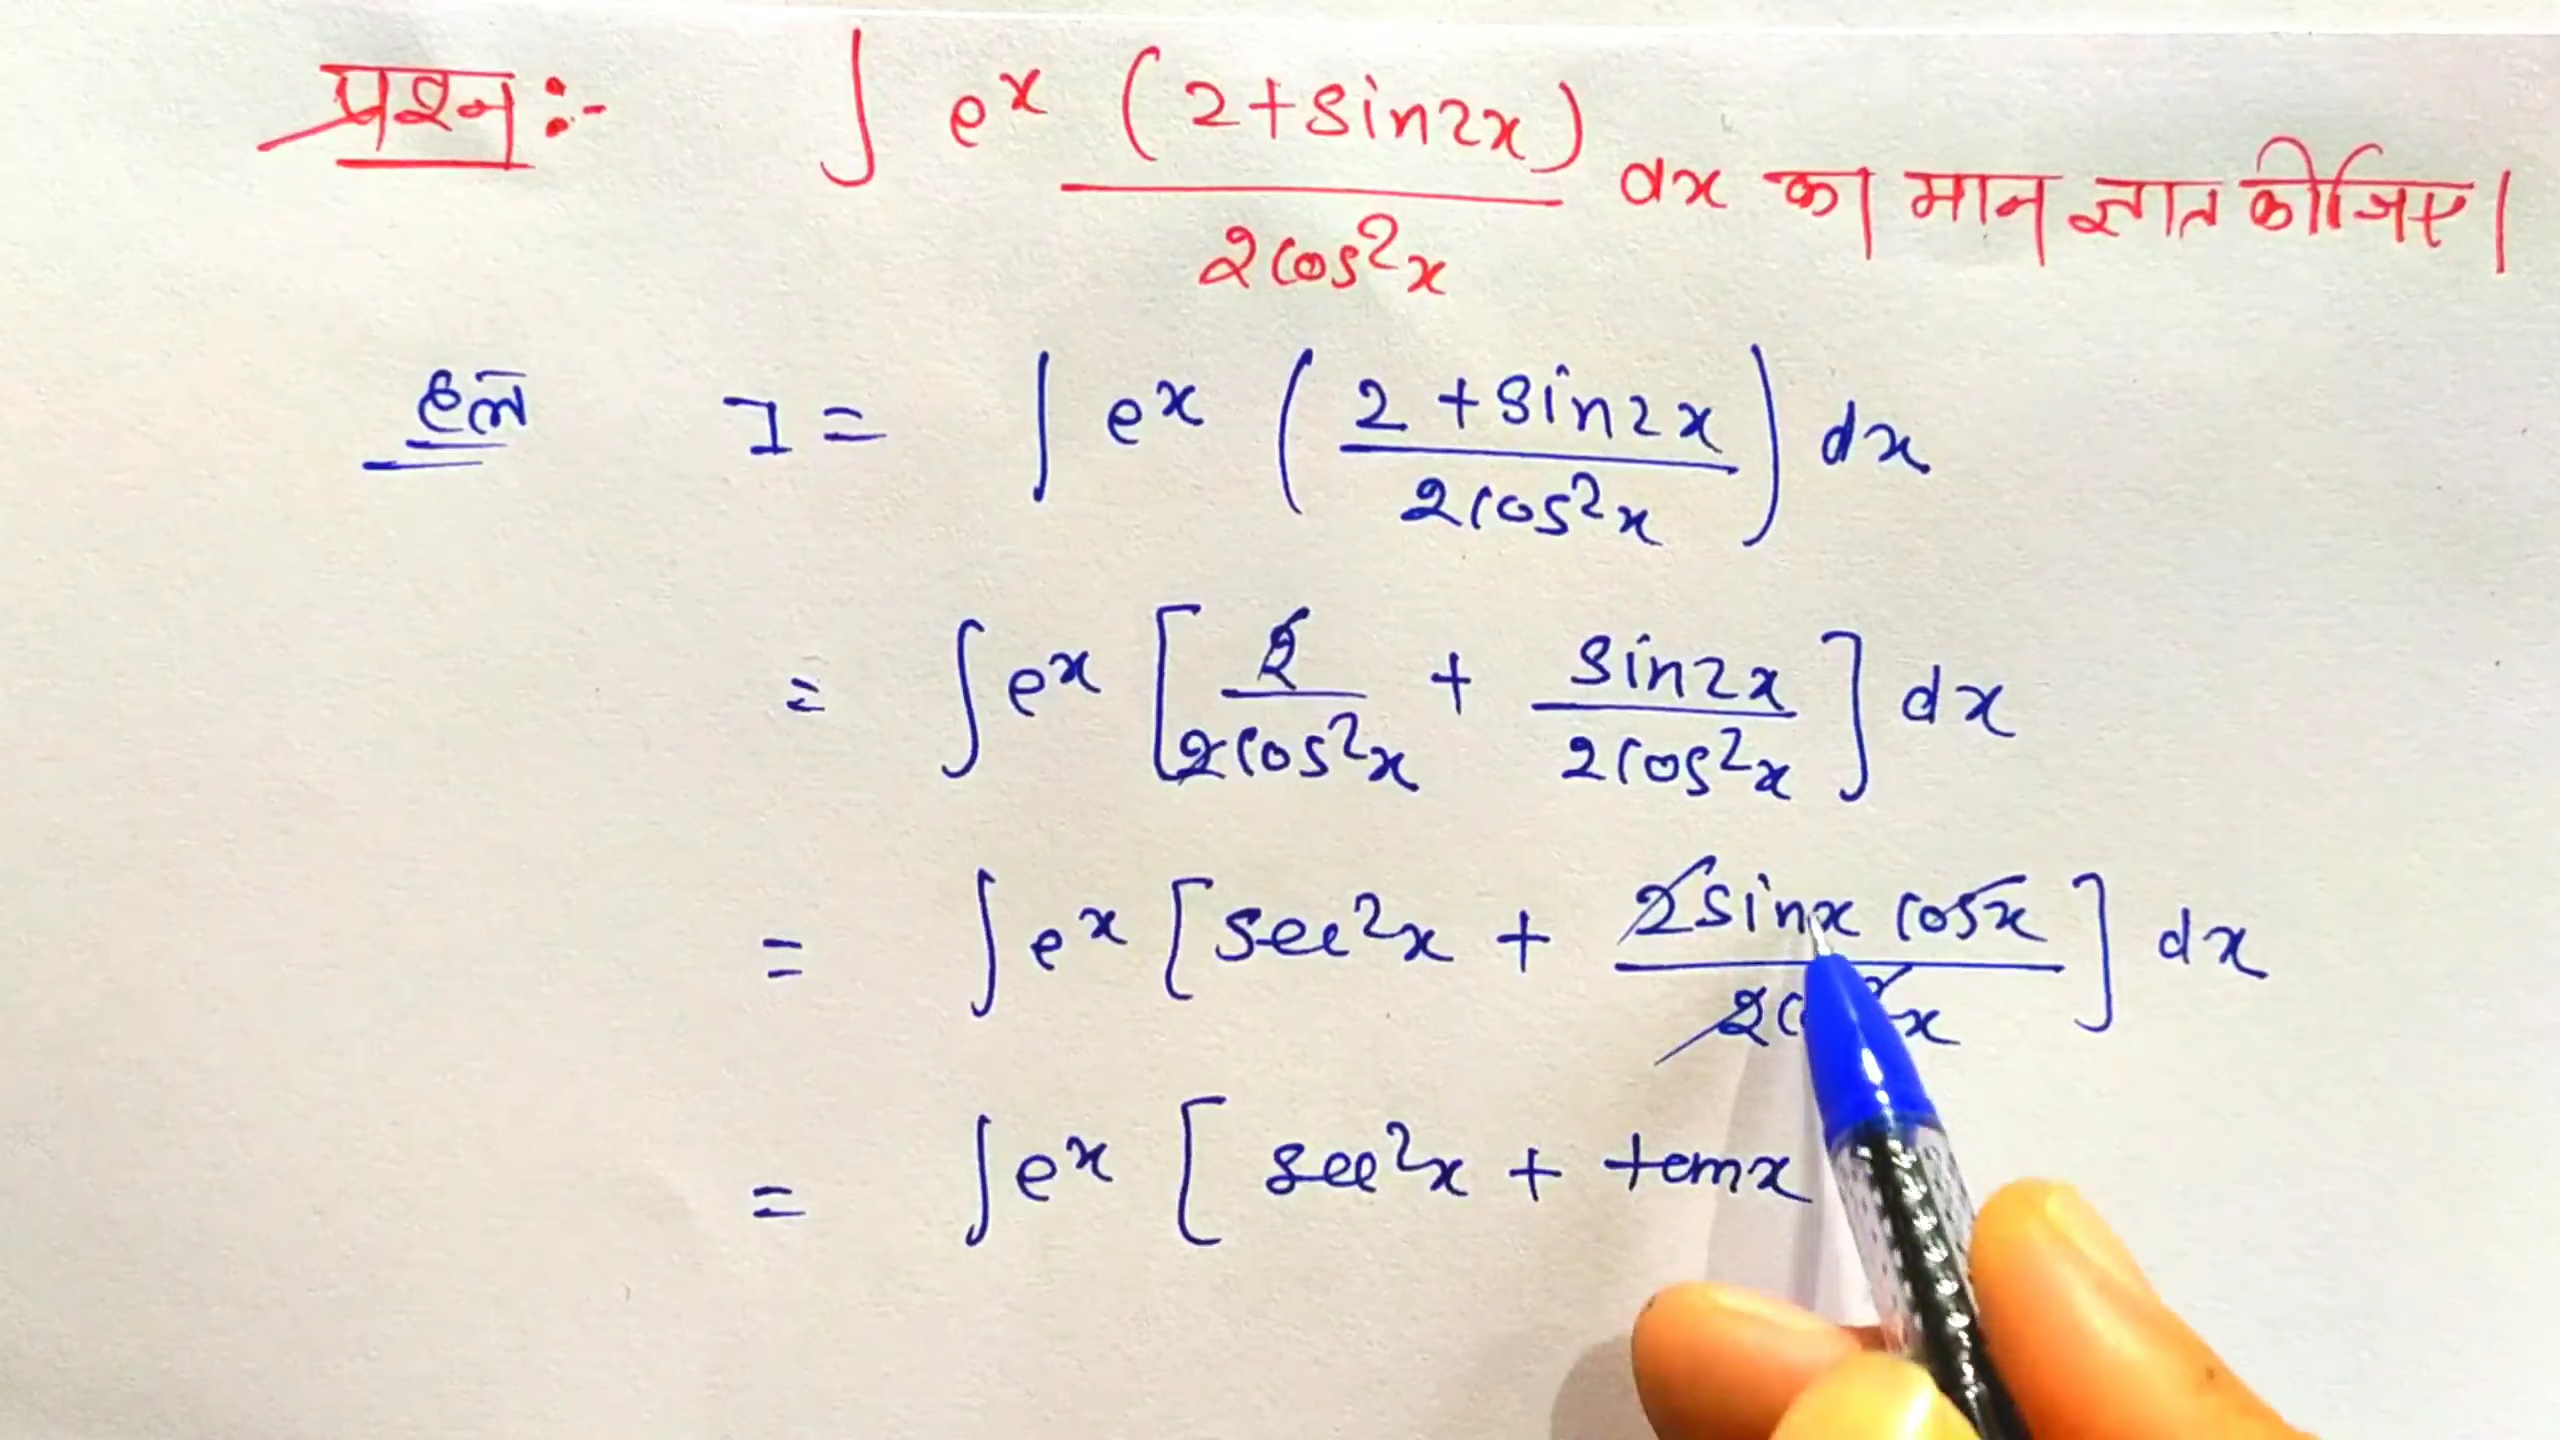 प्रश्न:- ∫ e^x (2+sin2x)/(2cos²x) dx का मान ज्ञात कीजिए।
हल I = ∫ e^x ((2+sin2x)/(2cos²x)) dx
= ∫ e^x [2/(2cos²x) + sin2x/(2cos²x)] dx
= ∫ e^x [sec²x + (2sinx cosx)/(2cos²x)] dx
= ∫ e^x [sec²x + tanx